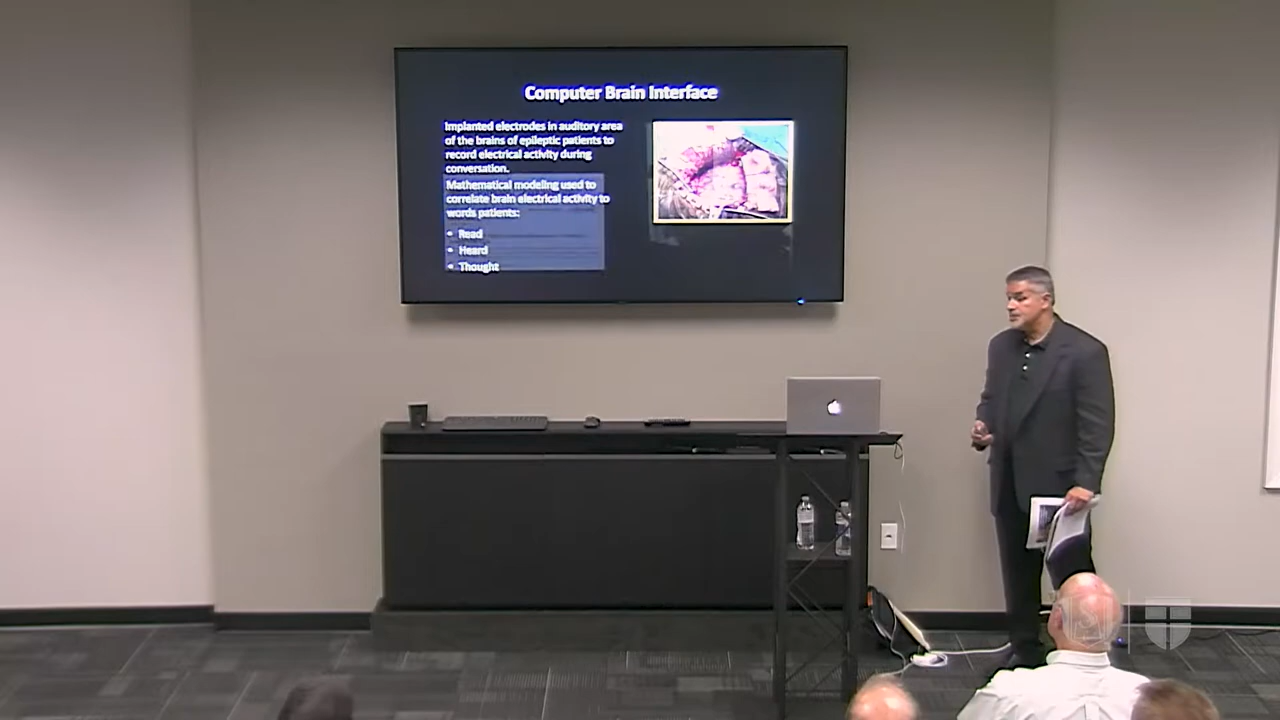 Computer Brain Interface
Implanted electrodes in auditory area
of the brains of epileptic patients to
record electrical activity during
conversation.
Mathematical modeling used to
correlate brain electrical activity to
words patients:
• Read
• Heard
• Thought